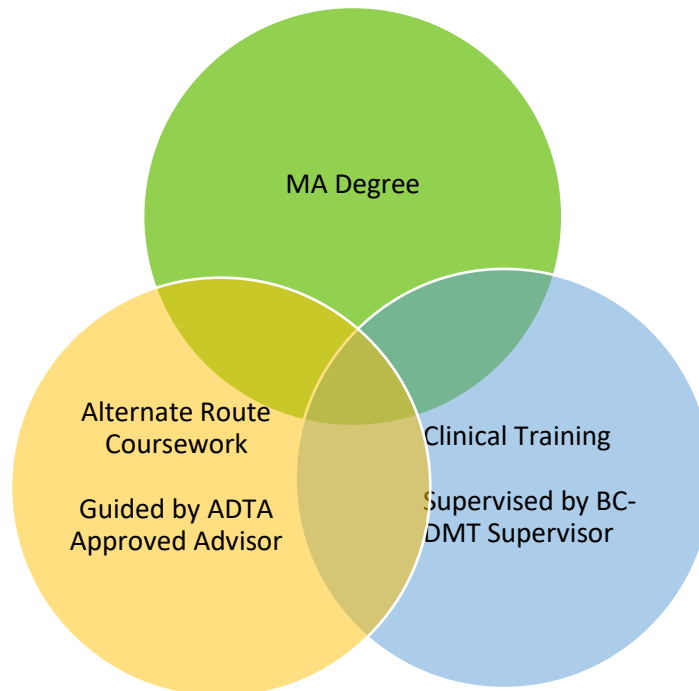 MA Degree
Alternate Route
Coursework
Guided by ADTA
Approved Advisor
Clinical Training
Supervised by BC-
DMT Supervisor